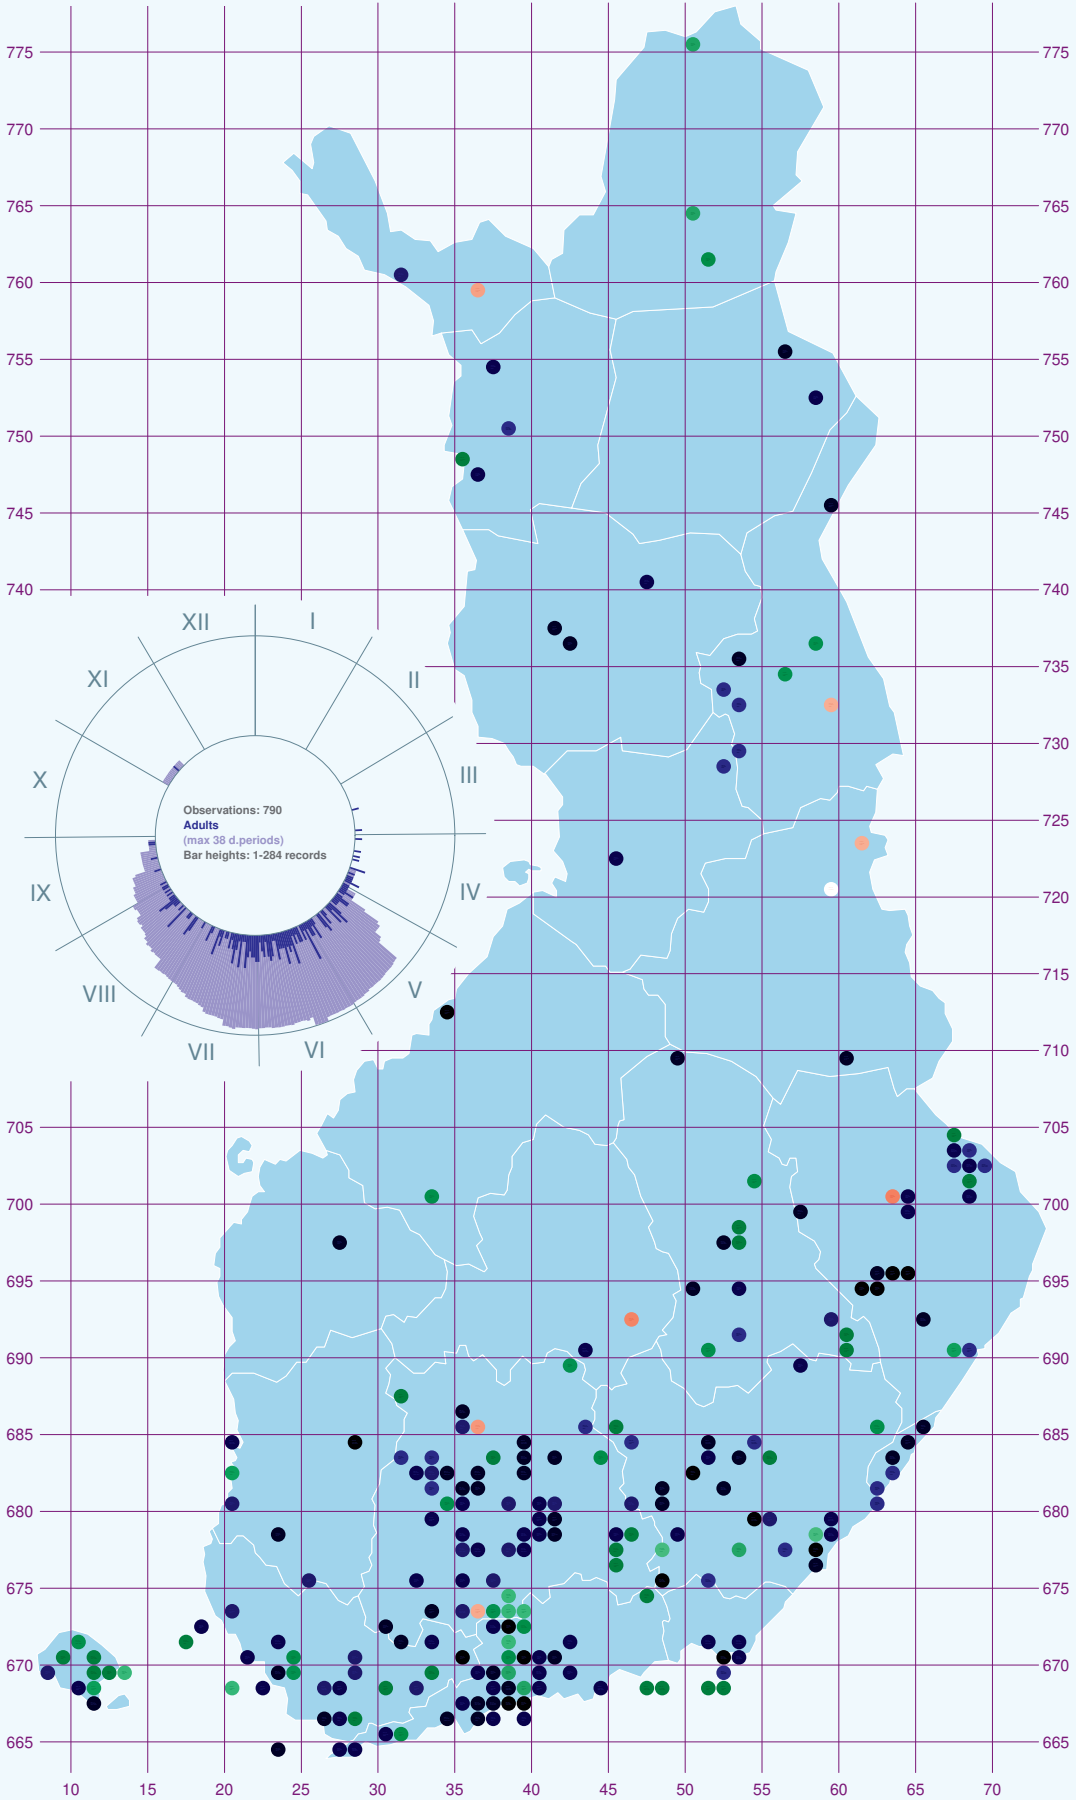 775 775
770 770
765 765
760 760
755 755
750 750
745 745
740 740
XII I
XI II
735
730
X III
Observations: 790
Adults
(max 38 d.periods)
Bar heights: 1-284 records
725
IX IV
720
715
VIII V
VII VI
710
705 705
700 700
695 695
690 690
685 685
680 680
675 675
670 670
665 665
10 15 20 25 30 35 40 45 50 55 60 65 70